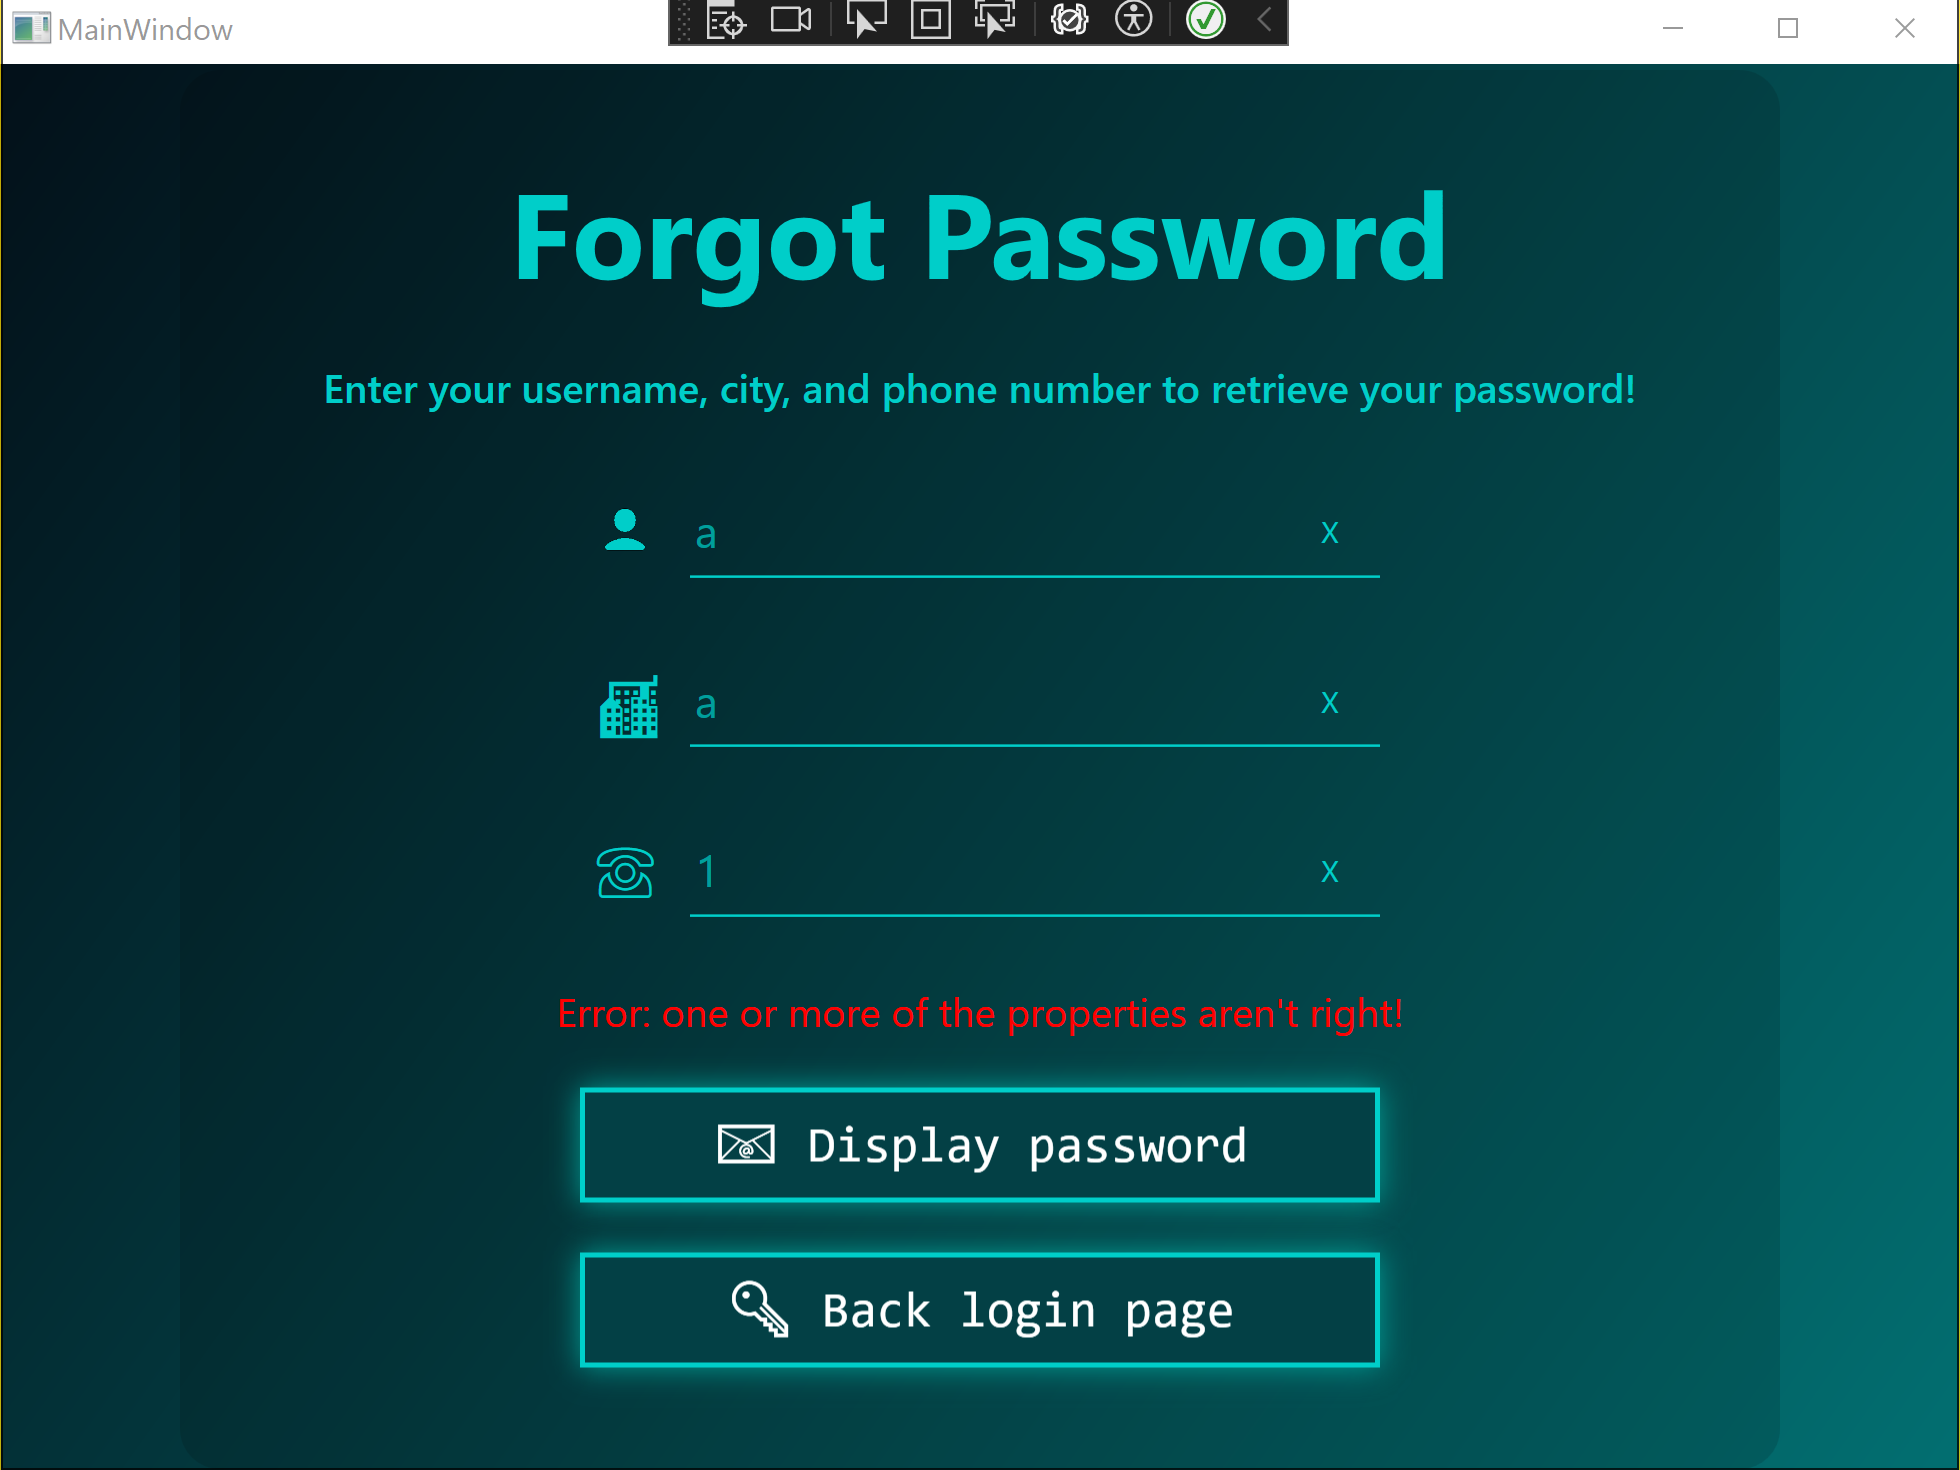 MainWindow
Forgot Password
Enter your username, city, and phone number to retrieve your password!
a x
a x
1 x
Error: one or more of the properties aren't right!
Display password
Back login page